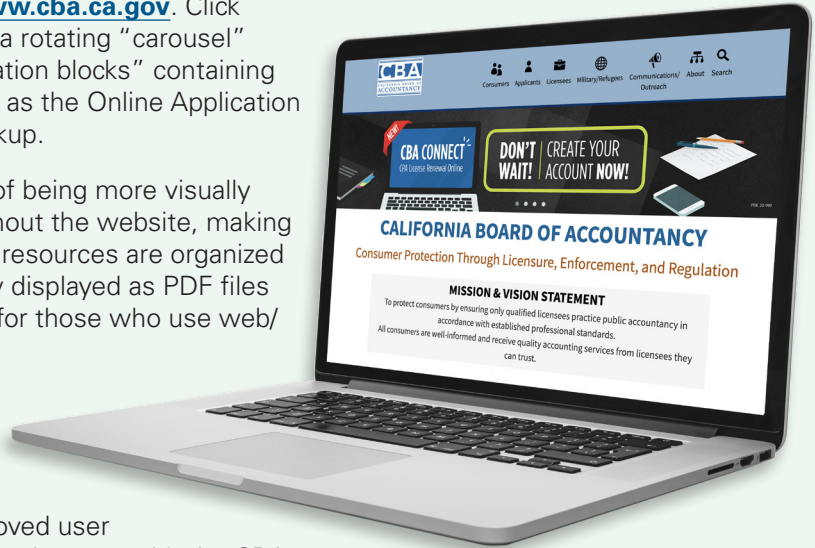 www.cba.ca.gov. Click
a rotating “carousel”
ation blocks” containing
as the Online Application
kup.
of being more visually
hout the website, making
resources are organized
y displayed as PDF files
for those who use web/
oved user
CBA
CALIFORNIA BOARD OF
ACCOUNTANCY
Consumers Applicants Licensees Military/Refugees Communications/
Outreach About Search
NEW!
CBA CONNECT
CPA License Renewal Online
DON'T
WAIT!
CREATE YOUR
ACCOUNT NOW!
CALIFORNIA BOARD OF ACCOUNTANCY
Consumer Protection Through Licensure, Enforcement, and Regulation
MISSION & VISION STATEMENT
To protect consumers by ensuring only qualified licensees practice public accountancy in
accordance with established professional standards.
All consumers are well-informed and receive quality accounting services from licensees they
can trust.